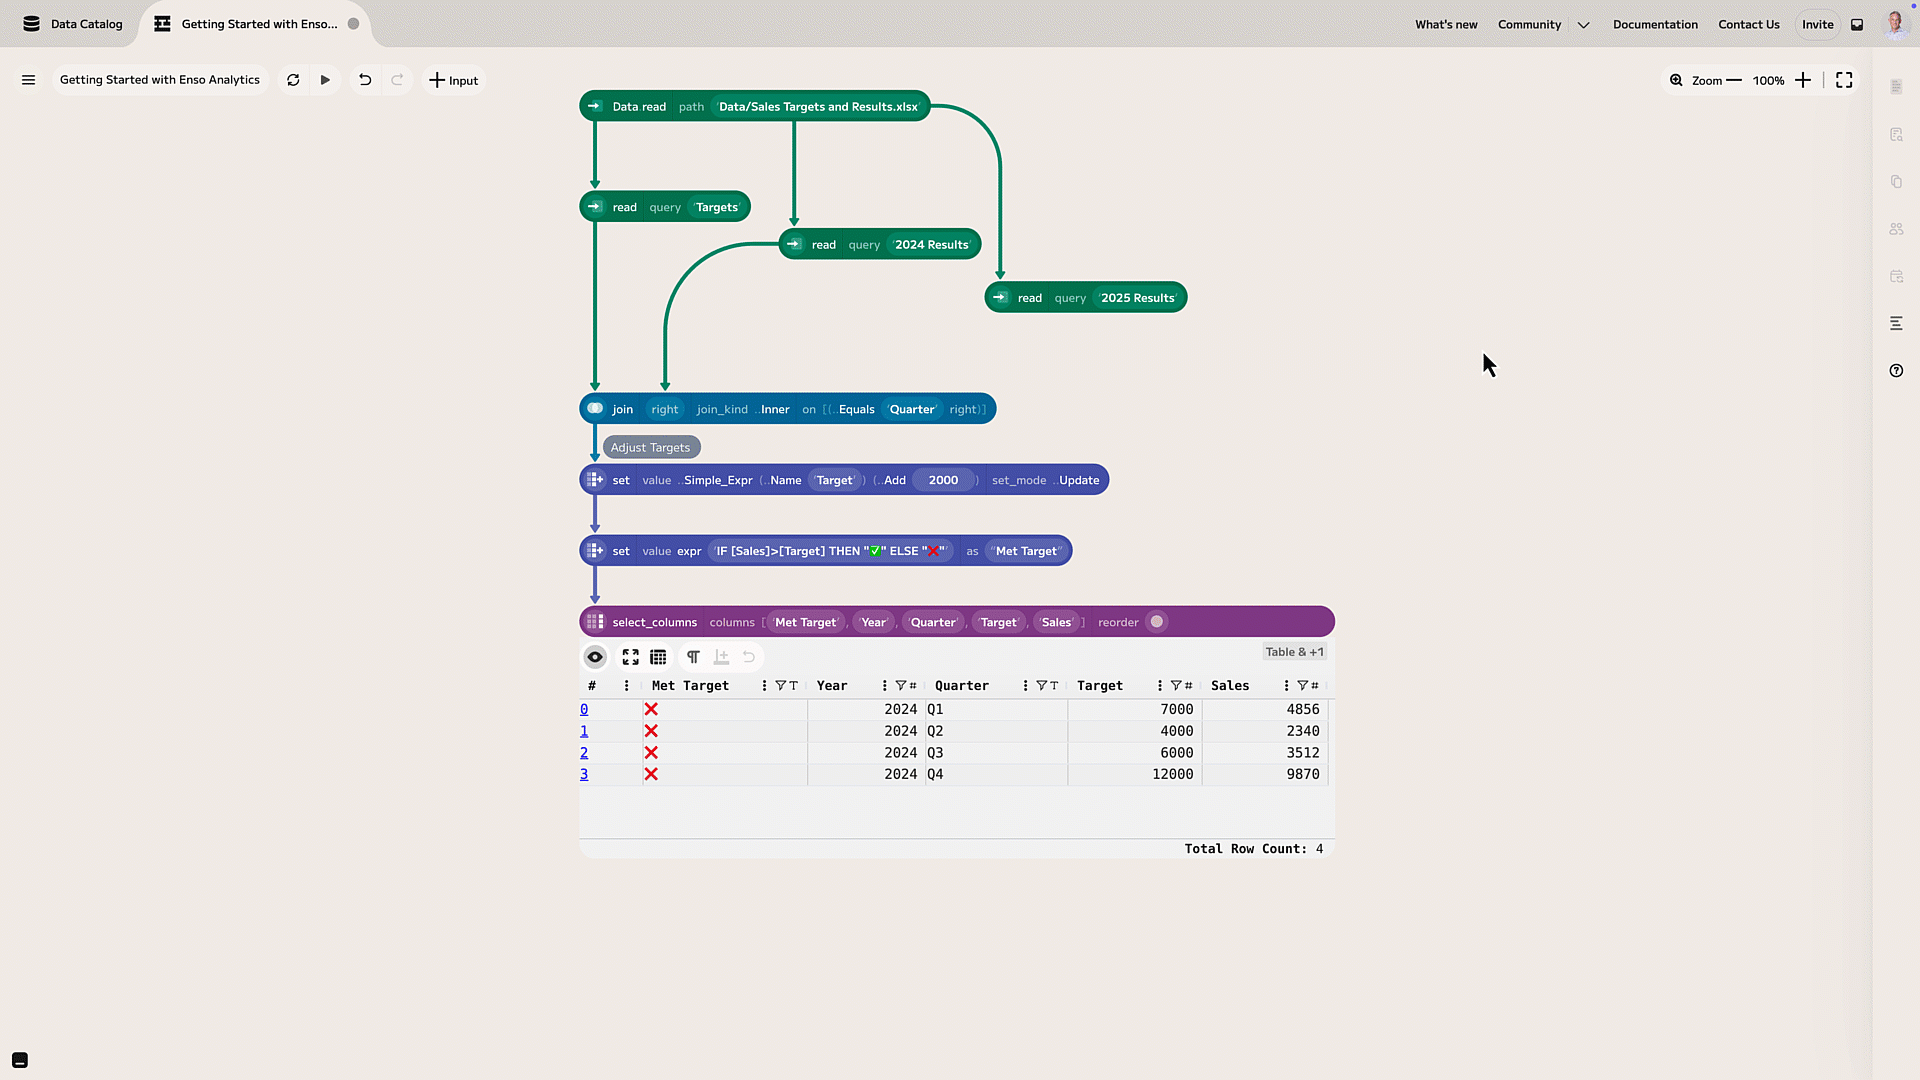 Data Catalog
Getting Started with Enso...
What's new
Community
Documentation
Contact Us
Invite
Getting Started with Enso Analytics
Input
Zoom
100%
Data.read path 'Data/Sales Targets and Results.xlsx'
read query 'Targets'
read query '2024 Results'
read query '2025 Results'
join right join_kind ..Inner on [(..Equals 'Quarter' right)]
Adjust Targets
set value ..Simple_Expr (..Name 'Target') (..Add 2000) set_mode ..Update
set value expr 'IF [Sales]>[Target] THEN "✅" ELSE "❌"' as "Met Target"
select_columns columns ['Met Target', 'Year', 'Quarter', 'Target', 'Sales'] reorder
Table & +1
# Met Target T Year # Quarter T Target # Sales #
0 ❌ 2024 Q1 7000 4856
1 ❌ 2024 Q2 4000 2340
2 ❌ 2024 Q3 6000 3512
3 ❌ 2024 Q4 12000 9870
Total Row Count: 4